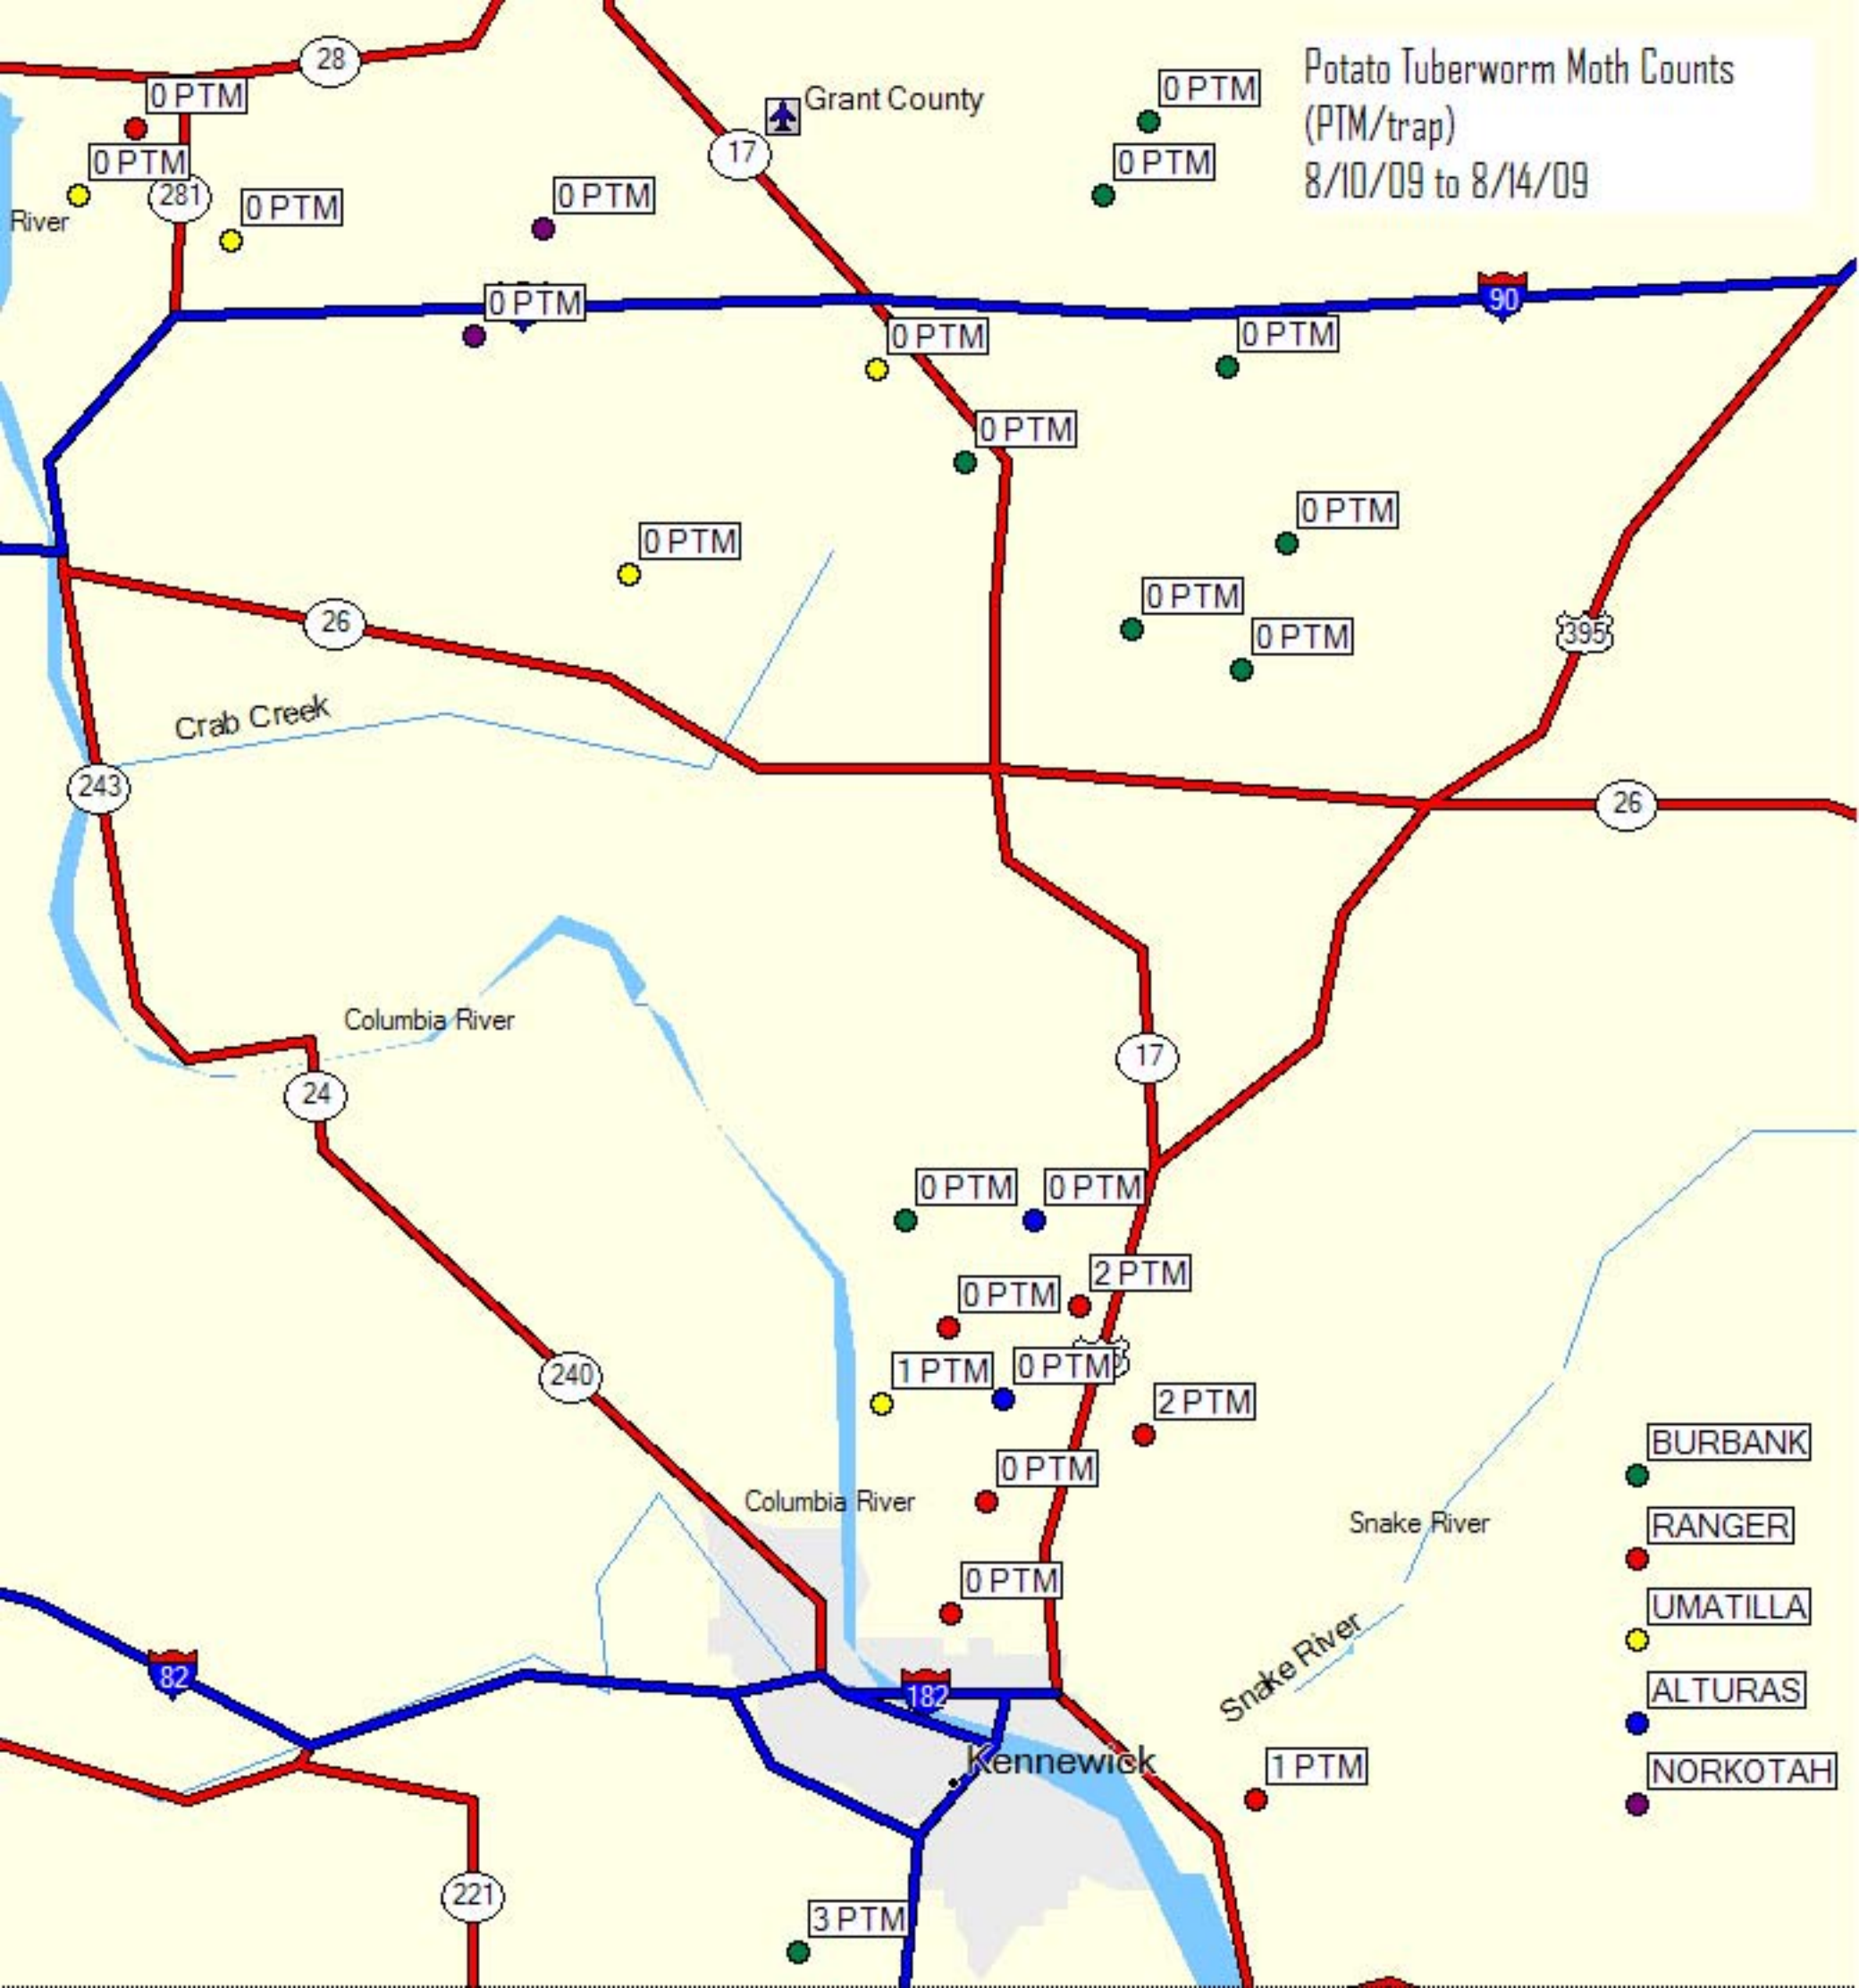 28
Potato Tuberworm Moth Counts
(PTM/trap)
8/10/09 to 8/14/09
0 PTM
Grant County
0 PTM
17
0 PTM
0 PTM
281
0 PTM
0 PTM
River
90
0 PTM
0 PTM
0 PTM
0 PTM
0 PTM
0 PTM
0 PTM
26
0 PTM
395
Crab Creek
243
26
Columbia River
17
24
0 PTM
0 PTM
2 PTM
0 PTM
240
1 PTM
0 PTM
2 PTM
BURBANK
0 PTM
Columbia River
Snake River
RANGER
0 PTM
UMATILLA
Snake River
82
182
ALTURAS
Kennewick
1 PTM
NORKOTAH
221
3 PTM